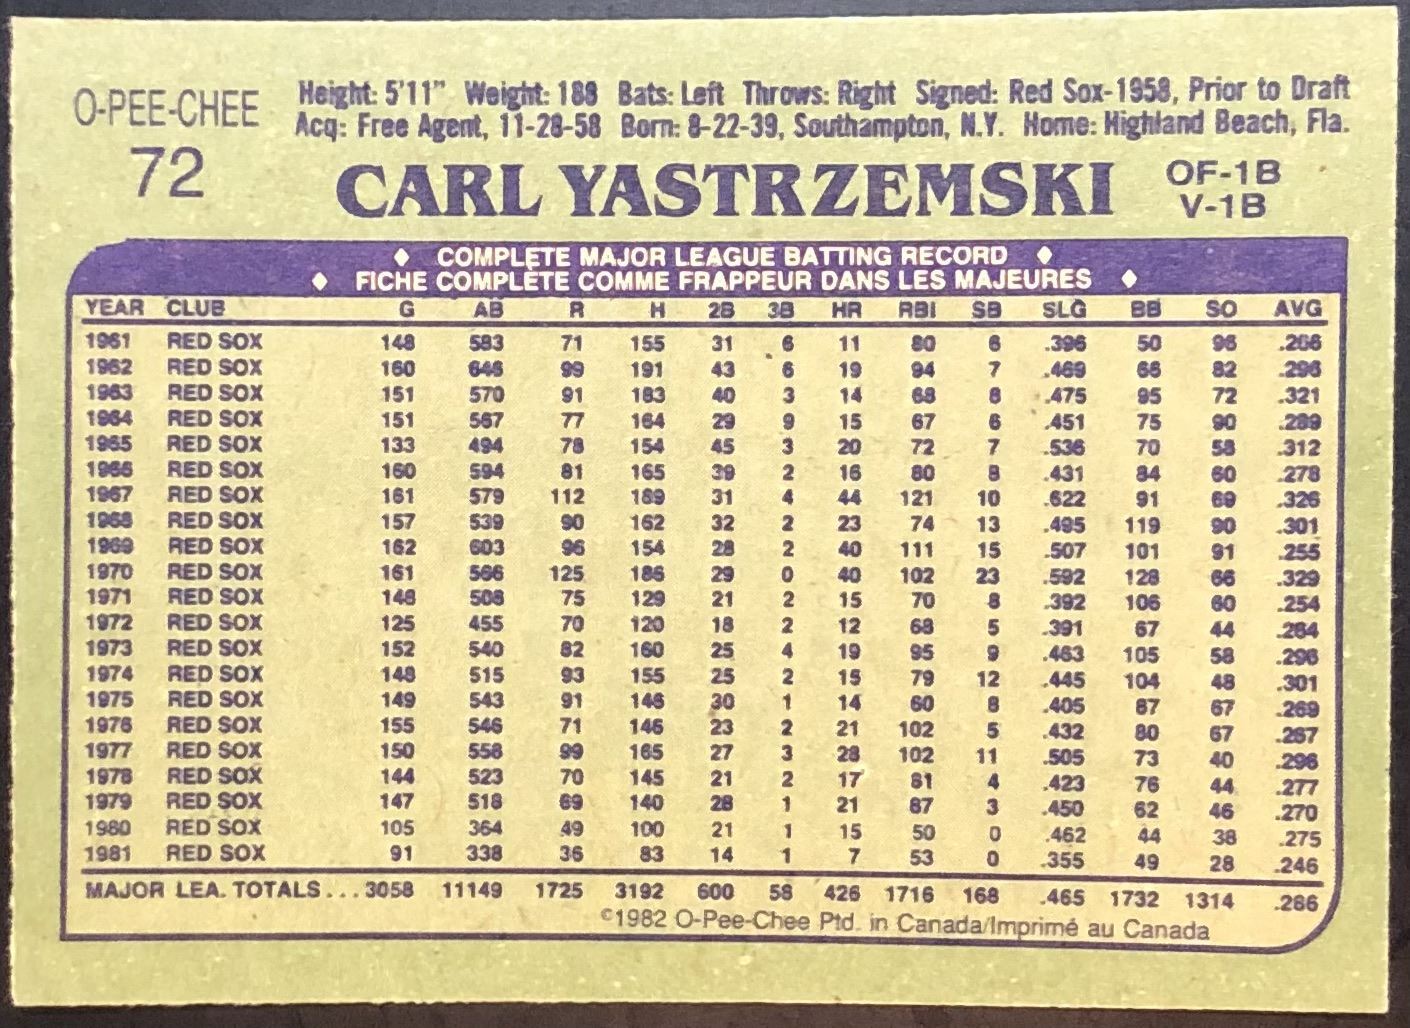 O-PEE-CHEE
72
Height: 5'11" Weight: 188 Bats: Left Throws: Right Signed: Red Sox-1958, Prior to Draft
Acq: Free Agent, 11-28-58 Born: 8-22-39, Southampton, N.Y. Home: Highland Beach, Fla.
CARL YASTRZEMSKI
OF-1B
V-1B
◆ COMPLETE MAJOR LEAGUE BATTING RECORD ◆
◆ FICHE COMPLÈTE COMME FRAPPEUR DANS LES MAJEURES ◆
YEAR CLUB G AB R H 2B 3B HR RBI SB SLG BB SO AVG
1961 RED SOX 148 583 71 155 31 6 11 80 6 .396 50 96 .266
1962 RED SOX 160 646 99 191 43 6 19 94 7 .469 66 82 .296
1963 RED SOX 151 570 91 183 40 3 14 68 8 .475 95 72 .321
1964 RED SOX 151 567 77 164 29 9 15 67 6 .451 75 90 .289
1965 RED SOX 133 494 78 154 45 3 20 72 7 .536 70 58 .312
1966 RED SOX 160 594 81 165 39 2 16 80 8 .431 84 60 .278
1967 RED SOX 161 579 112 189 31 4 44 121 10 .622 91 69 .326
1968 RED SOX 157 539 90 162 32 2 23 74 13 .495 119 90 .301
1969 RED SOX 162 603 96 154 28 2 40 111 15 .507 101 91 .255
1970 RED SOX 161 566 125 186 29 0 40 102 23 .592 128 66 .329
1971 RED SOX 148 508 75 129 21 2 15 70 8 .392 106 60 .254
1972 RED SOX 125 455 70 120 18 2 12 68 5 .391 67 44 .264
1973 RED SOX 152 540 82 160 25 4 19 95 9 .463 105 58 .296
1974 RED SOX 148 515 93 155 25 2 15 79 12 .445 104 48 .301
1975 RED SOX 149 543 91 146 30 1 14 60 8 .405 87 67 .269
1976 RED SOX 155 546 71 146 23 2 21 102 5 .432 80 67 .267
1977 RED SOX 150 558 99 165 27 3 28 102 11 .505 73 40 .296
1978 RED SOX 144 523 70 145 21 2 17 81 4 .423 76 44 .277
1979 RED SOX 147 518 69 140 28 1 21 87 3 .450 62 46 .270
1980 RED SOX 105 364 49 100 21 1 15 50 0 .462 44 38 .275
1981 RED SOX 91 338 36 83 14 1 7 53 0 .355 49 28 .246
MAJOR LEA. TOTALS... 3058 11149 1725 3192 600 58 426 1716 168 .465 1732 1314 .286
©1982 O-Pee-Chee Ptd. in Canada/Imprimé au Canada